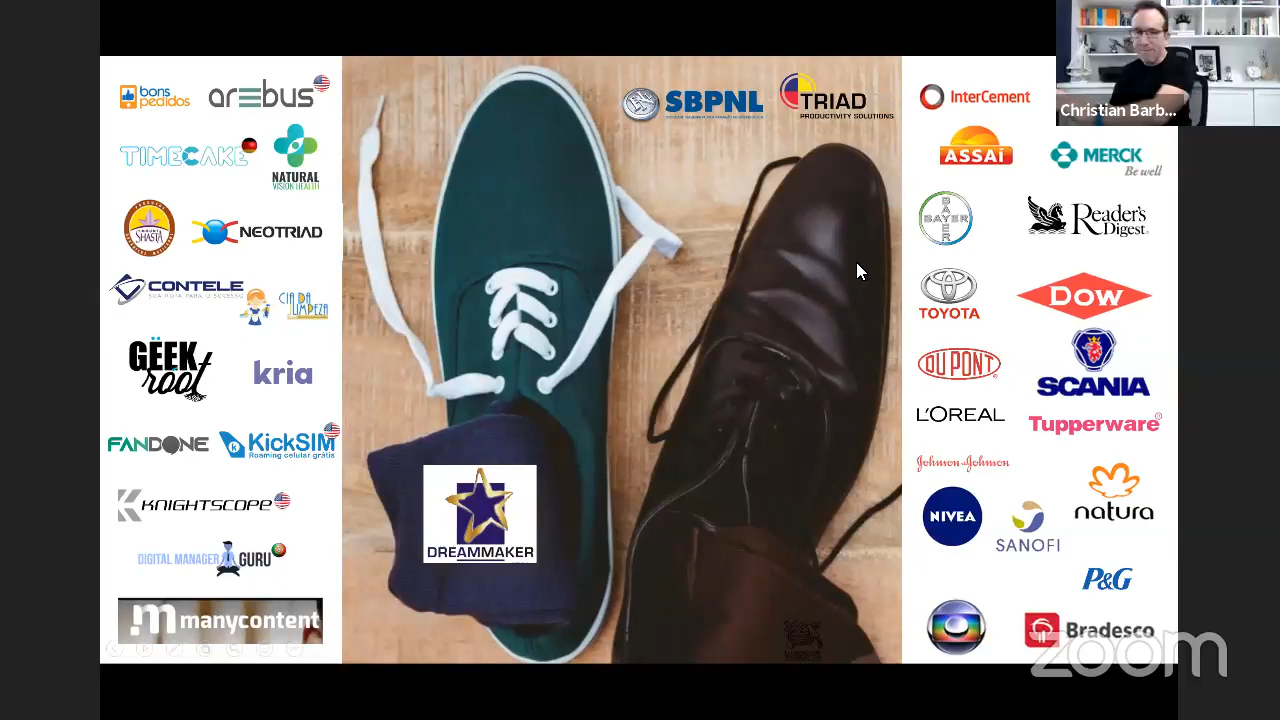 bons
pedidos
arebus
TIMECAKE
NATURAL
VISION HEALTH
SHASTA
NEOTRIAD
CONTELE
SUA ROTA PARA O SUCESSO
CIA DA
LIMPEZA
GEEK
root
kria
FANDONE
KickSIM
Roaming celular grátis
KNIGHTSCOPE
DIGITAL MANAGER GURU
manycontent
SBPNL
TRIAD
PRODUCTIVITY SOLUTIONS
DREAMMAKER
InterCement
ASSAÍ
MERCK
Be well
BAYER
BAYER
Reader's
Digest
TOYOTA
DOW
DU PONT
SCANIA
L'OREAL
Tupperware
Johnson & Johnson
NIVEA
SANOFI
natura
P&G
Bradesco
Christian Barb...
zoom